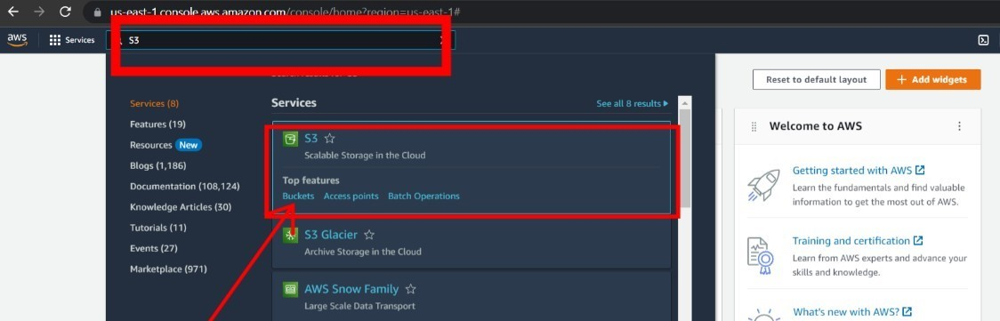 us-east-1.console.aws.amazon.com/console/home?region=us-east-1#
aws
Services
S3
Reset to default layout
+ Add widgets
Services (8)
Features (19)
Resources New
Blogs (1,186)
Documentation (108,124)
Knowledge Articles (30)
Tutorials (11)
Events (27)
Marketplace (971)
Services
See all 8 results
S3
Scalable Storage in the Cloud
Top features
Buckets Access points Batch Operations
S3 Glacier
Archive Storage in the Cloud
AWS Snow Family
Large Scale Data Transport
Welcome to AWS
Getting started with AWS
Learn the fundamentals and find valuable
information to get the most out of AWS.
Training and certification
Learn from AWS experts and advance your
skills and knowledge.
What's new with AWS?